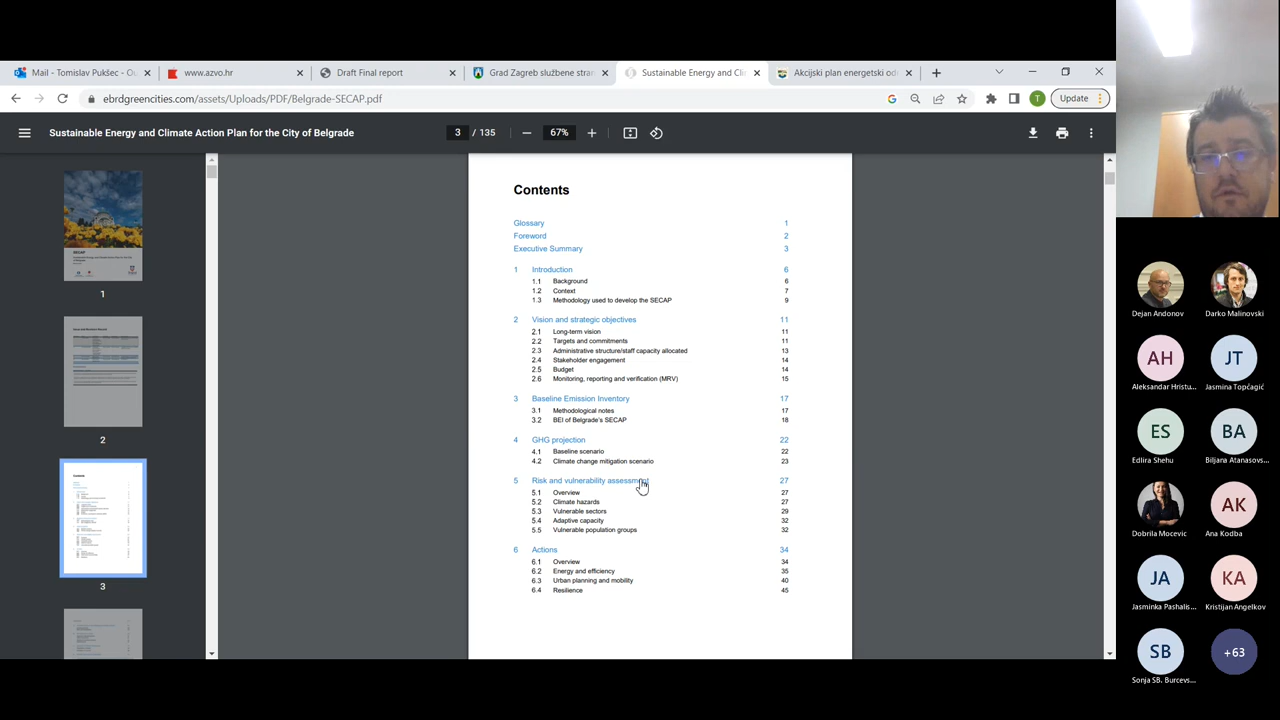 Mail - Tomislav Pukšec - Ou
www.azvo.hr
Draft Final report
Grad Zagreb službene stran
Sustainable Energy and Clim
Akcijski plan energetski od
ebrdgreencities.com/assets/Uploads/PDF/Belgrade-SECAP.pdf
T
Update
Sustainable Energy and Climate Action Plan for the City of Belgrade
3 / 135
67%
SECAP
1
2
3
Contents
Glossary 1
Foreword 2
Executive Summary 3
1 Introduction 6
1.1 Background 6
1.2 Context 7
1.3 Methodology used to develop the SECAP 9
2 Vision and strategic objectives 11
2.1 Long-term vision 11
2.2 Targets and commitments 11
2.3 Administrative structure/staff capacity allocated 13
2.4 Stakeholder engagement 14
2.5 Budget 14
2.6 Monitoring, reporting and verification (MRV) 15
3 Baseline Emission Inventory 17
3.1 Methodological notes 17
3.2 BEI of Belgrade's SECAP 18
4 GHG projection 22
4.1 Baseline scenario 22
4.2 Climate change mitigation scenario 23
5 Risk and vulnerability assessment 27
5.1 Overview 27
5.2 Climate hazards 27
5.3 Vulnerable sectors 29
5.4 Adaptive capacity 32
5.5 Vulnerable population groups 32
6 Actions 34
6.1 Overview 34
6.2 Energy and efficiency 35
6.3 Urban planning and mobility 40
6.4 Resilience 45
Dejan Andonov
Darko Malinovski
AH
JT
Aleksandar Hristu...
Jasmina Topčagić
ES
BA
Edlira Shehu
Biljana Atanasovs...
AK
Dobrila Mocevic
Ana Kodba
JA
KA
Jasminka Pashalis...
Kristijan Angelkov
SB
+63
Sonja SB. Burcevs...